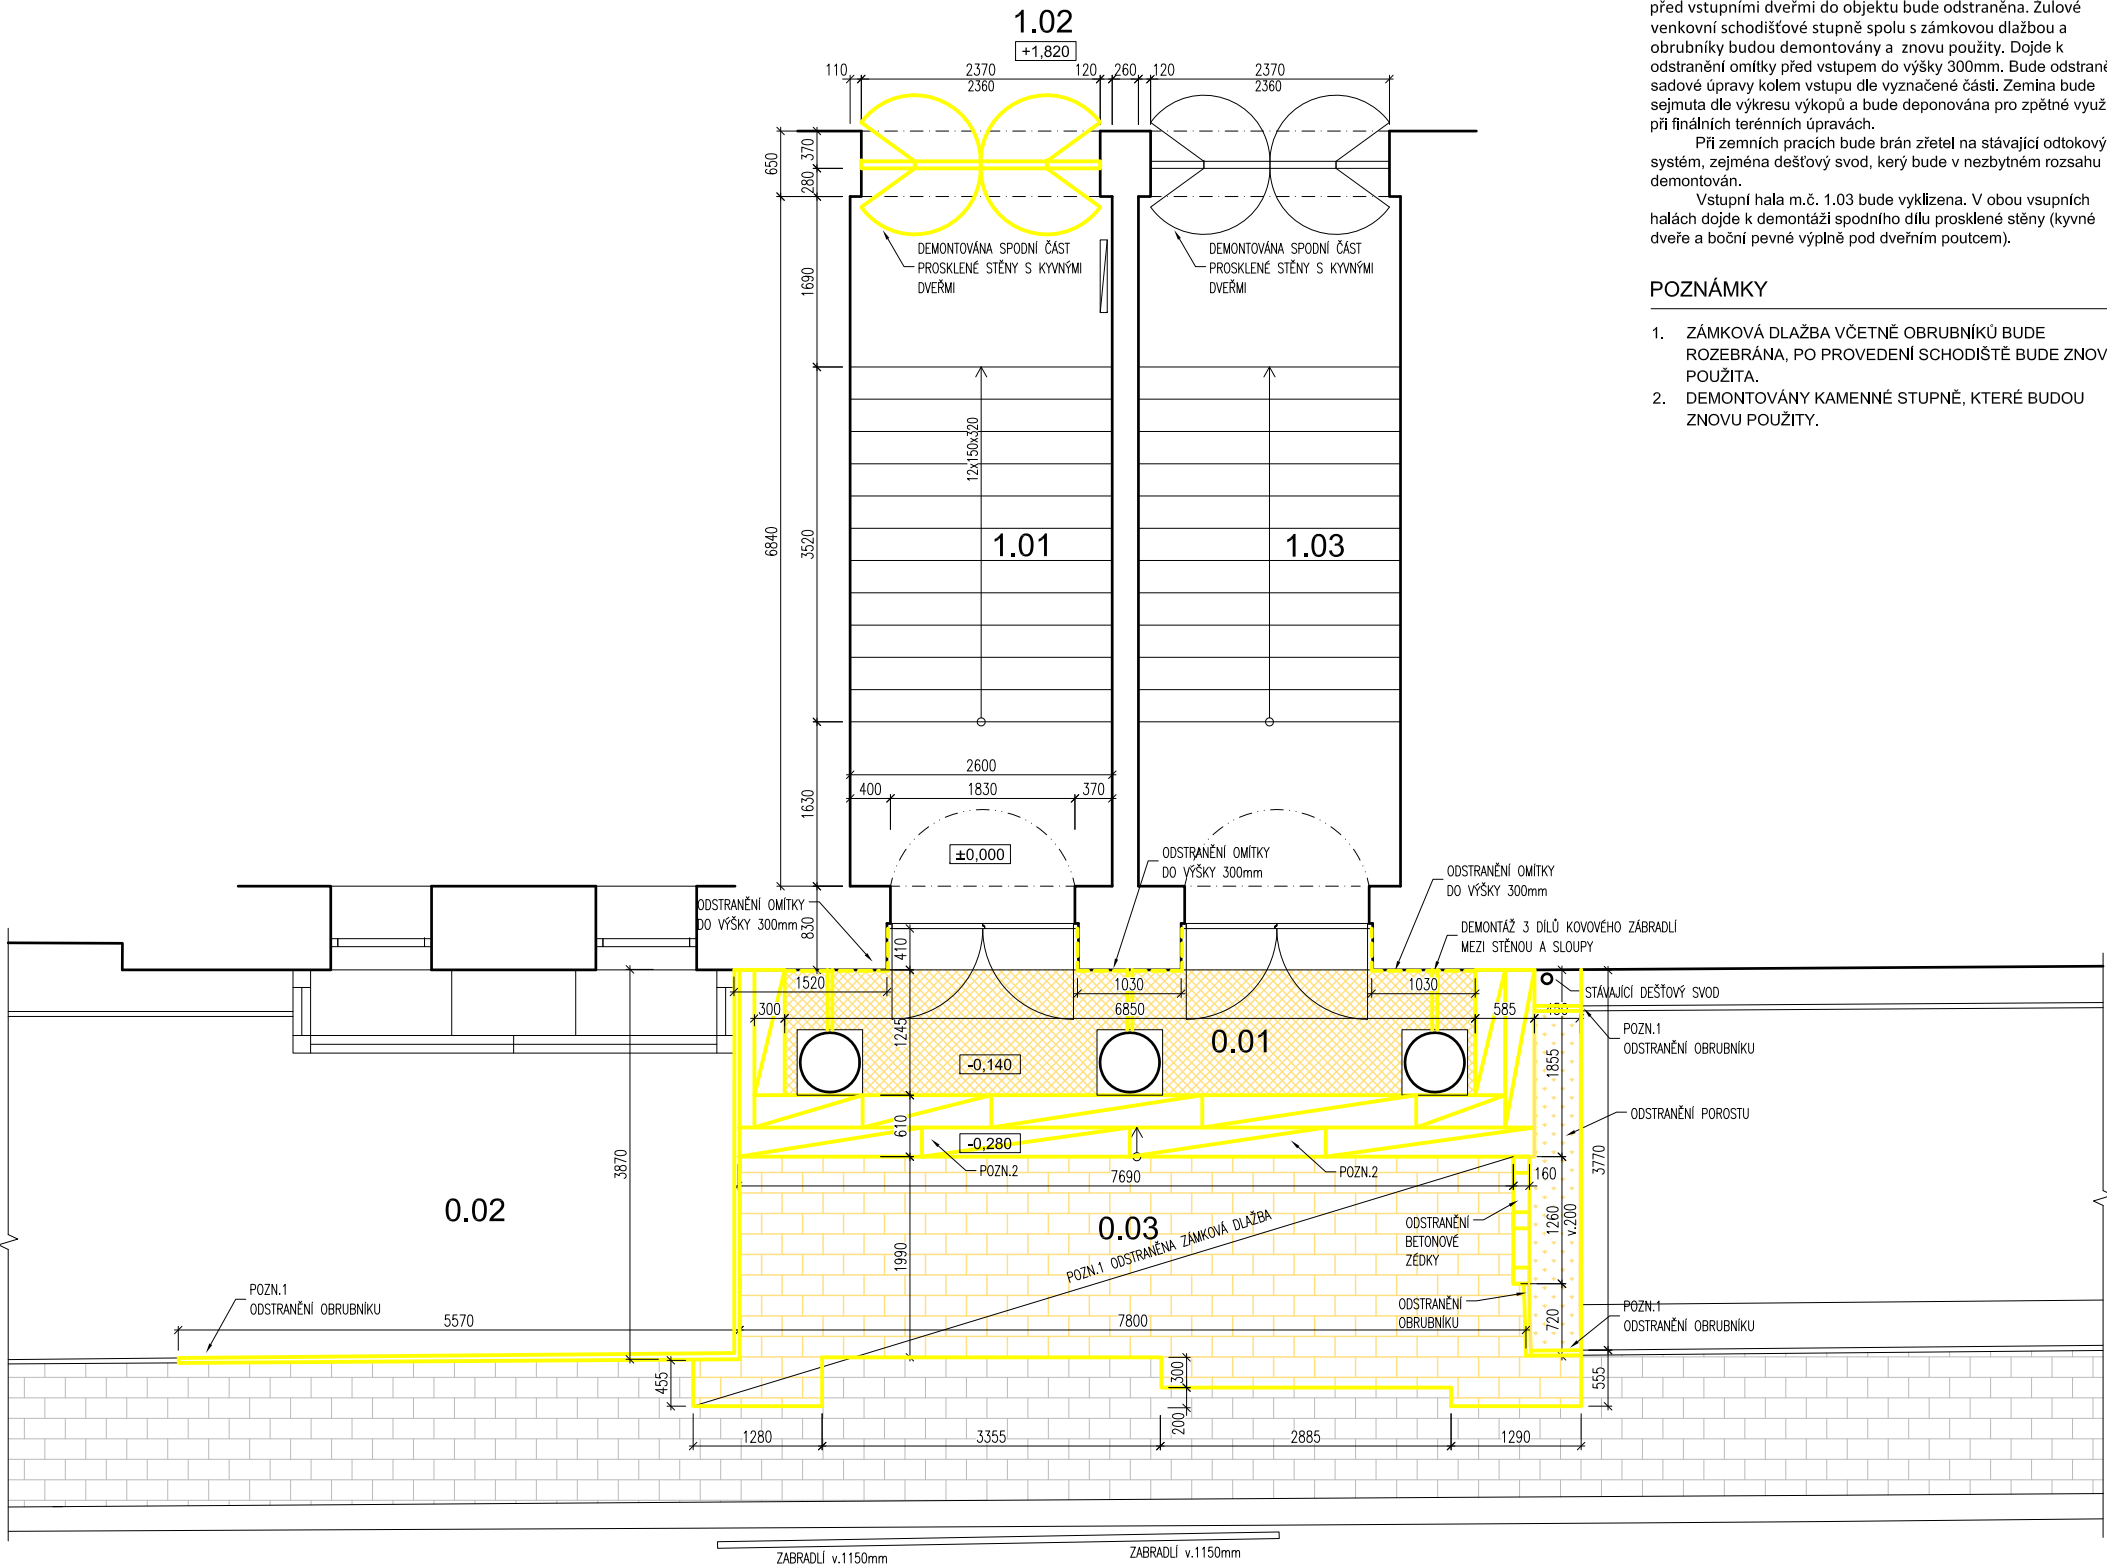 před vstupními dveřmi do objektu bude odstraněna. Žulové
venkovní schodišťové stupně spolu s zámkovou dlažbou a
obrubníky budou demontovány a znovu použity. Dojde k
odstranění omítky před vstupem do výšky 300mm. Bude odstraně
sadové úpravy kolem vstupu dle vyznačené části. Zemina bude
sejmuta dle výkresu výkopů a bude deponována pro zpětné využ
při finálních terénních úpravách.
Při zemních pracích bude brán zřetel na stávající odtokový
systém, zejména dešťový svod, kerý bude v nezbytném rozsahu
demontován.
Vstupní hala m.č. 1.03 bude vyklizena. V obou vsupních
halách dojde k demontáži spodního dílu prosklené stěny (kyvné
dveře a boční pevné výplně pod dveřním poutcem).
POZNÁMKY
1. ZÁMKOVÁ DLAŽBA VČETNĚ OBRUBNÍKŮ BUDE
ROZEBRÁNA, PO PROVEDENÍ SCHODIŠTĚ BUDE ZNOV
POUŽITA.
2. DEMONTOVÁNY KAMENNÉ STUPNĚ, KTERÉ BUDOU
ZNOVU POUŽITY.
1.02
+1,820
110
2370
2360
120
260
120
2370
2360
650
370
280
1690
6840
3520
1630
830
DEMONTOVÁNA SPODNÍ ČÁST
PROSKLENÉ STĚNY S KYVNÝMI
DVEŘMI
DEMONTOVÁNA SPODNÍ ČÁST
PROSKLENÉ STĚNY S KYVNÝMI
DVEŘMI
12x150x320
1.01
1.03
2600
400
1830
370
±0,000
ODSTRANĚNÍ OMÍTKY
DO VÝŠKY 300mm
ODSTRANĚNÍ OMÍTKY
DO VÝŠKY 300mm
ODSTRANĚNÍ OMÍTKY
DO VÝŠKY 300mm
DEMONTÁŽ 3 DÍLŮ KOVOVÉHO ZÁBRADLÍ
MEZI STĚNOU A SLOUPY
410
1520
1030
1030
STÁVAJÍCÍ DEŠŤOVÝ SVOD
300
6850
585
1245
0.01
-0,140
POZN.1
ODSTRANĚNÍ OBRUBNÍKU
1855
ODSTRANĚNÍ POROSTU
610
-0,280
POZN.2
POZN.2
7690
160
3870
3770
0.02
0.03
POZN.1 ODSTRANĚNA ZÁMKOVÁ DLAŽBA
ODSTRANĚNÍ
BETONOVÉ
ZÍDKY
1260
v.200
1990
POZN.1
ODSTRANĚNÍ OBRUBNÍKU
5570
7800
ODSTRANĚNÍ
OBRUBNÍKU
720
POZN.1
ODSTRANĚNÍ OBRUBNÍKU
455
300
200
555
1280
3355
2885
1290
ZABRADLÍ v.1150mm
ZABRADLÍ v.1150mm